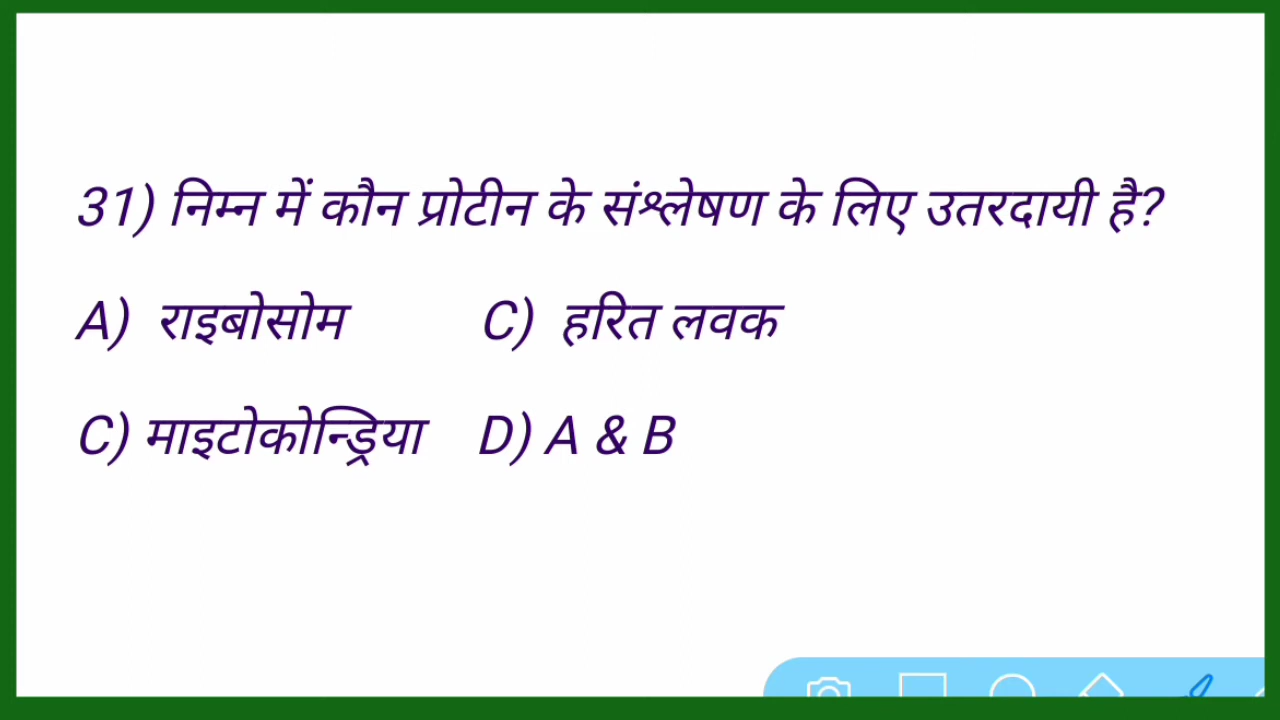 31) निम्न में कौन प्रोटीन के संश्लेषण के लिए उतरदायी है?
A) राइबोसोम C) हरित लवक
C) माइटोकोन्ड्रिया D) A & B